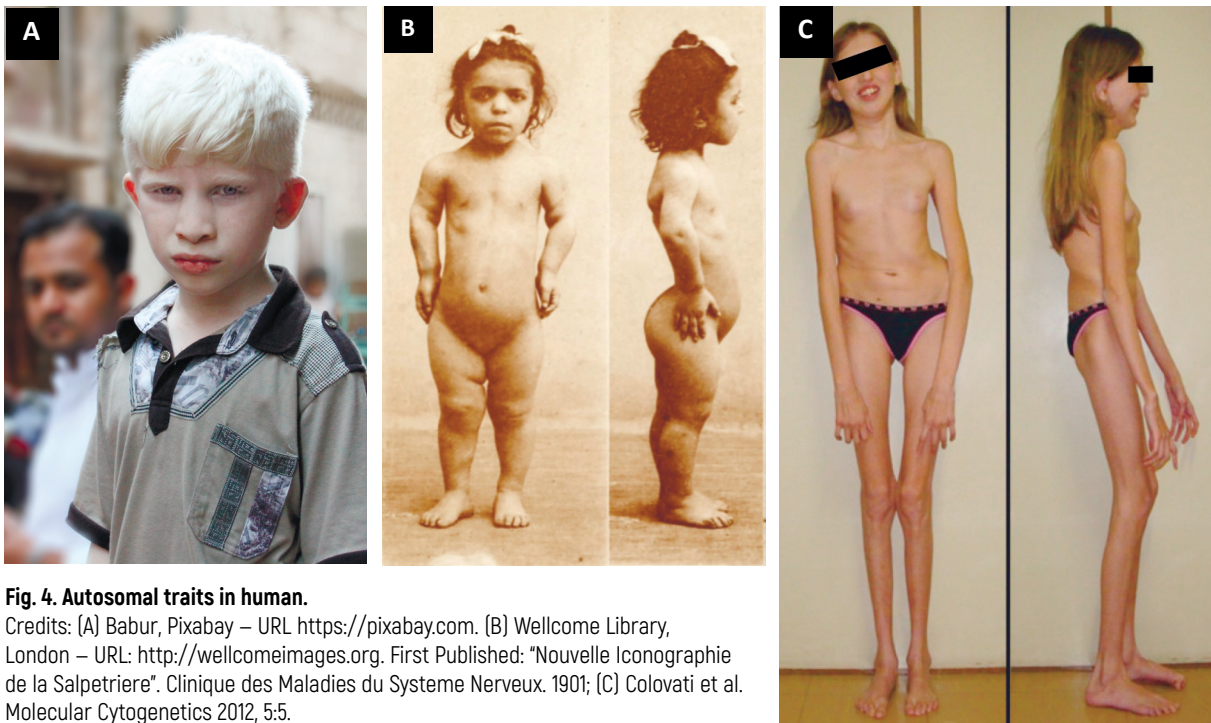 A
B
C
Fig. 4. Autosomal traits in human.
Credits: (A) Babur, Pixabay – URL https://pixabay.com. (B) Wellcome Library,
London – URL: http://wellcomeimages.org. First Published: “Nouvelle Iconographie
de la Salpetriere”. Clinique des Maladies du Systeme Nerveux. 1901; (C) Colovati et al.
Molecular Cytogenetics 2012, 5:5.